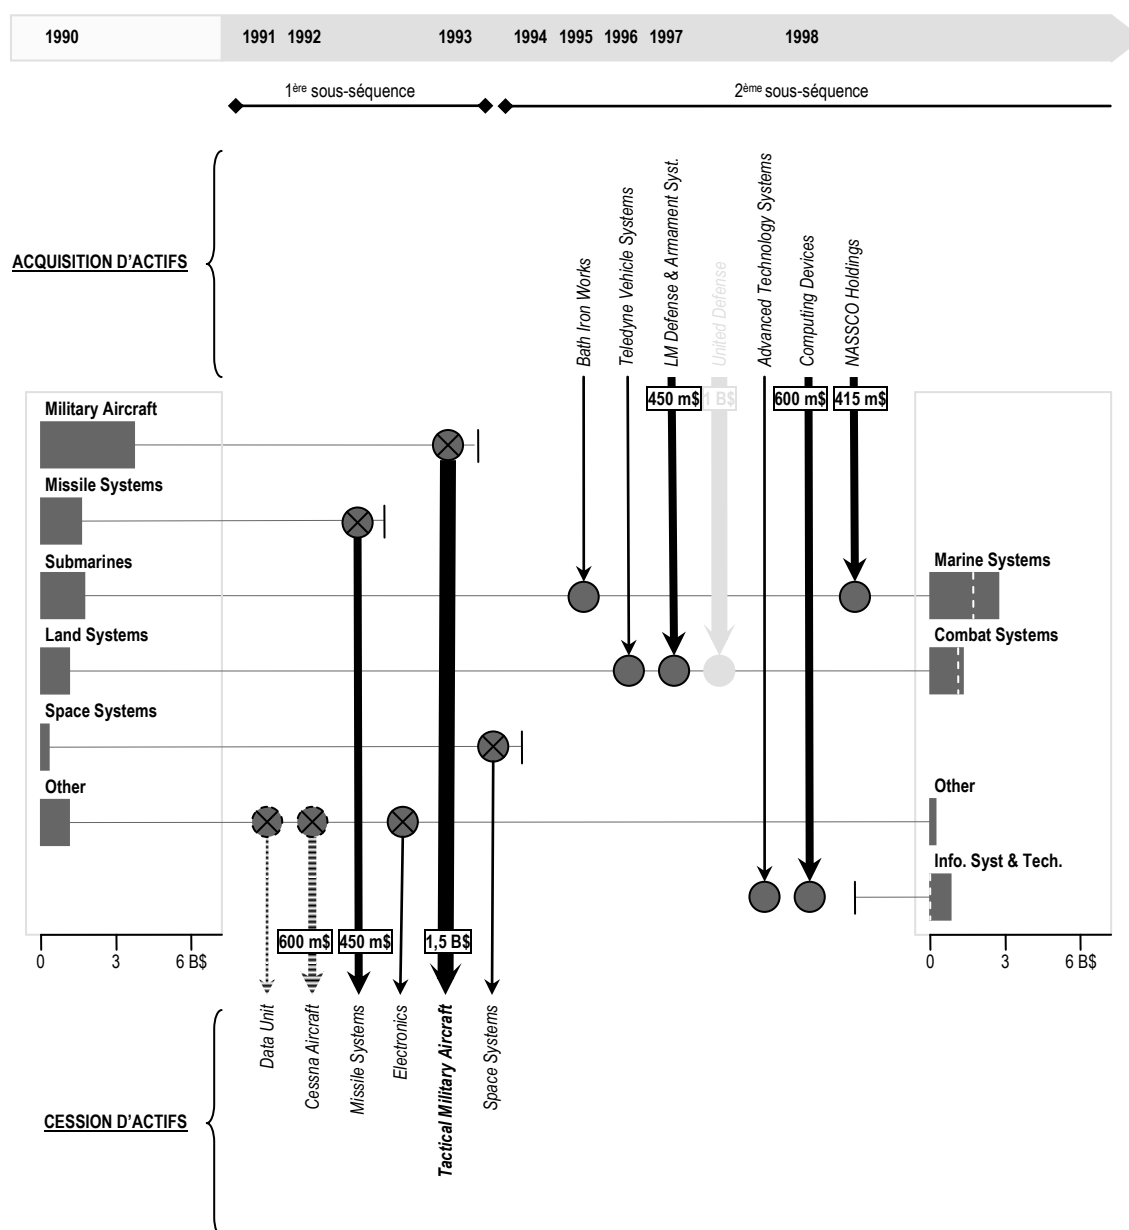 1990
1991
1992
1993
1994
1995
1996
1997
1998
1ère sous-séquence
2ème sous-séquence
ACQUISITION D'ACTIFS
Bath Iron Works
Teledyne Vehicle Systems
LM Defense & Armament Syst.
United Defense
Advanced Technology Systems
Computing Devices
NASSCO Holdings
450 m$
1 B$
600 m$
415 m$
Military Aircraft
Missile Systems
Submarines
Land Systems
Space Systems
Other
Marine Systems
Combat Systems
Other
Info. Syst & Tech.
600 m$
450 m$
1,5 B$
0
3
6 B$
0
3
6 B$
Data Unit
Cessna Aircraft
Missile Systems
Electronics
Tactical Military Aircraft
Space Systems
CESSION D'ACTIFS